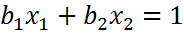 b₁x₁ + b₂x₂ = 1